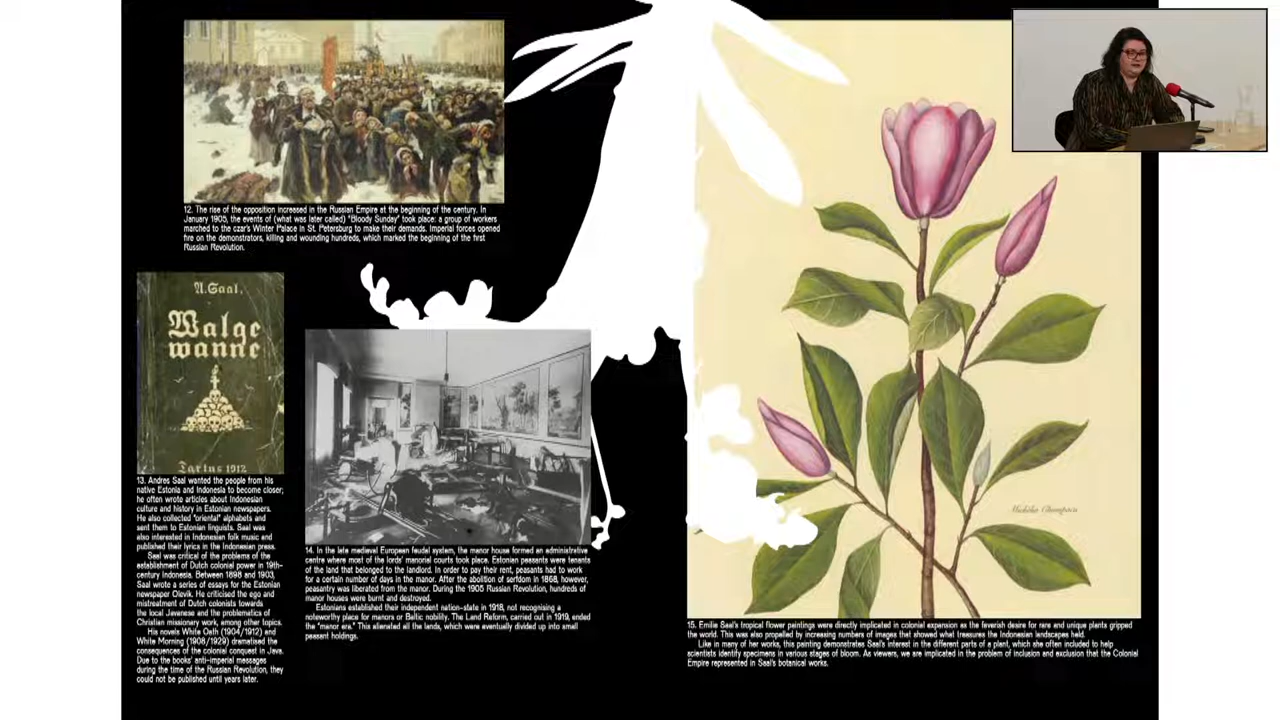 12. The rise of the opposition increased in the Russian Empire at the beginning of the century. In
January 1905, the events of (what was later called) "Bloody Sunday" took place: a group of workers
marched to the czar's Winter Palace in St. Petersburg to make their demands. Imperial forces opened
fire on the demonstrators, killing and wounding hundreds, which marked the beginning of the first
Russian Revolution.
A. Saal,
Walge
wanne
Tartus 1912
13. Andres Saal wanted the people from his
native Estonia and Indonesia to become closer;
he often wrote articles about Indonesian
culture and history in Estonian newspapers.
He also collected "oriental" alphabets and
sent them to Estonian linguists. Saal was
also interested in Indonesian folk music and
published their lyrics in the Indonesian press.
Saal was critical of the problems of the
establishment of Dutch colonial power in 19th-
century Indonesia. Between 1898 and 1903,
Saal wrote a series of essays for the Estonian
newspaper Olevik. He criticised the ego and
mistreatment of Dutch colonists towards
the local Javanese and the problematics of
Christian missionary work, among other topics.
His novels White Oath (1904/1912) and
White Morning (1908/1929) dramatised the
consequences of the colonial conquest in Java.
Due to the books' anti-imperial messages
during the time of the Russian Revolution, they
could not be published until years later.
14. In the late medieval European feudal system, the manor house formed an administrative
centre where most of the lords' manorial courts took place. Estonian peasants were tenants
of the land that belonged to the landlord. In order to pay their rent, peasants had to work
for a certain number of days in the manor. After the abolition of serfdom in 1868, however,
peasantry was liberated from the manor. During the 1905 Russian Revolution, hundreds of
manor houses were burnt and destroyed.
Estonians established their independent nation-state in 1918, not recognising a
noteworthy place for manors or Baltic nobility. The Land Reform, carried out in 1919, ended
the "manor era." This alienated all the lands, which were eventually divided up into small
peasant holdings.
Michelia Champaca
15. Emilie Saal's tropical flower paintings were directly implicated in colonial expansion as the feverish desire for rare and unique plants gripped
the world. This was also propelled by increasing numbers of images that showed what treasures the Indonesian landscapes held.
Like in many of her works, this painting demonstrates Saal's interest in the different parts of a plant, which she often included to help
scientists identify specimens in various stages of bloom. As viewers, we are implicated in the problem of inclusion and exclusion that the Colonial
Empire represented in Saal's botanical works.